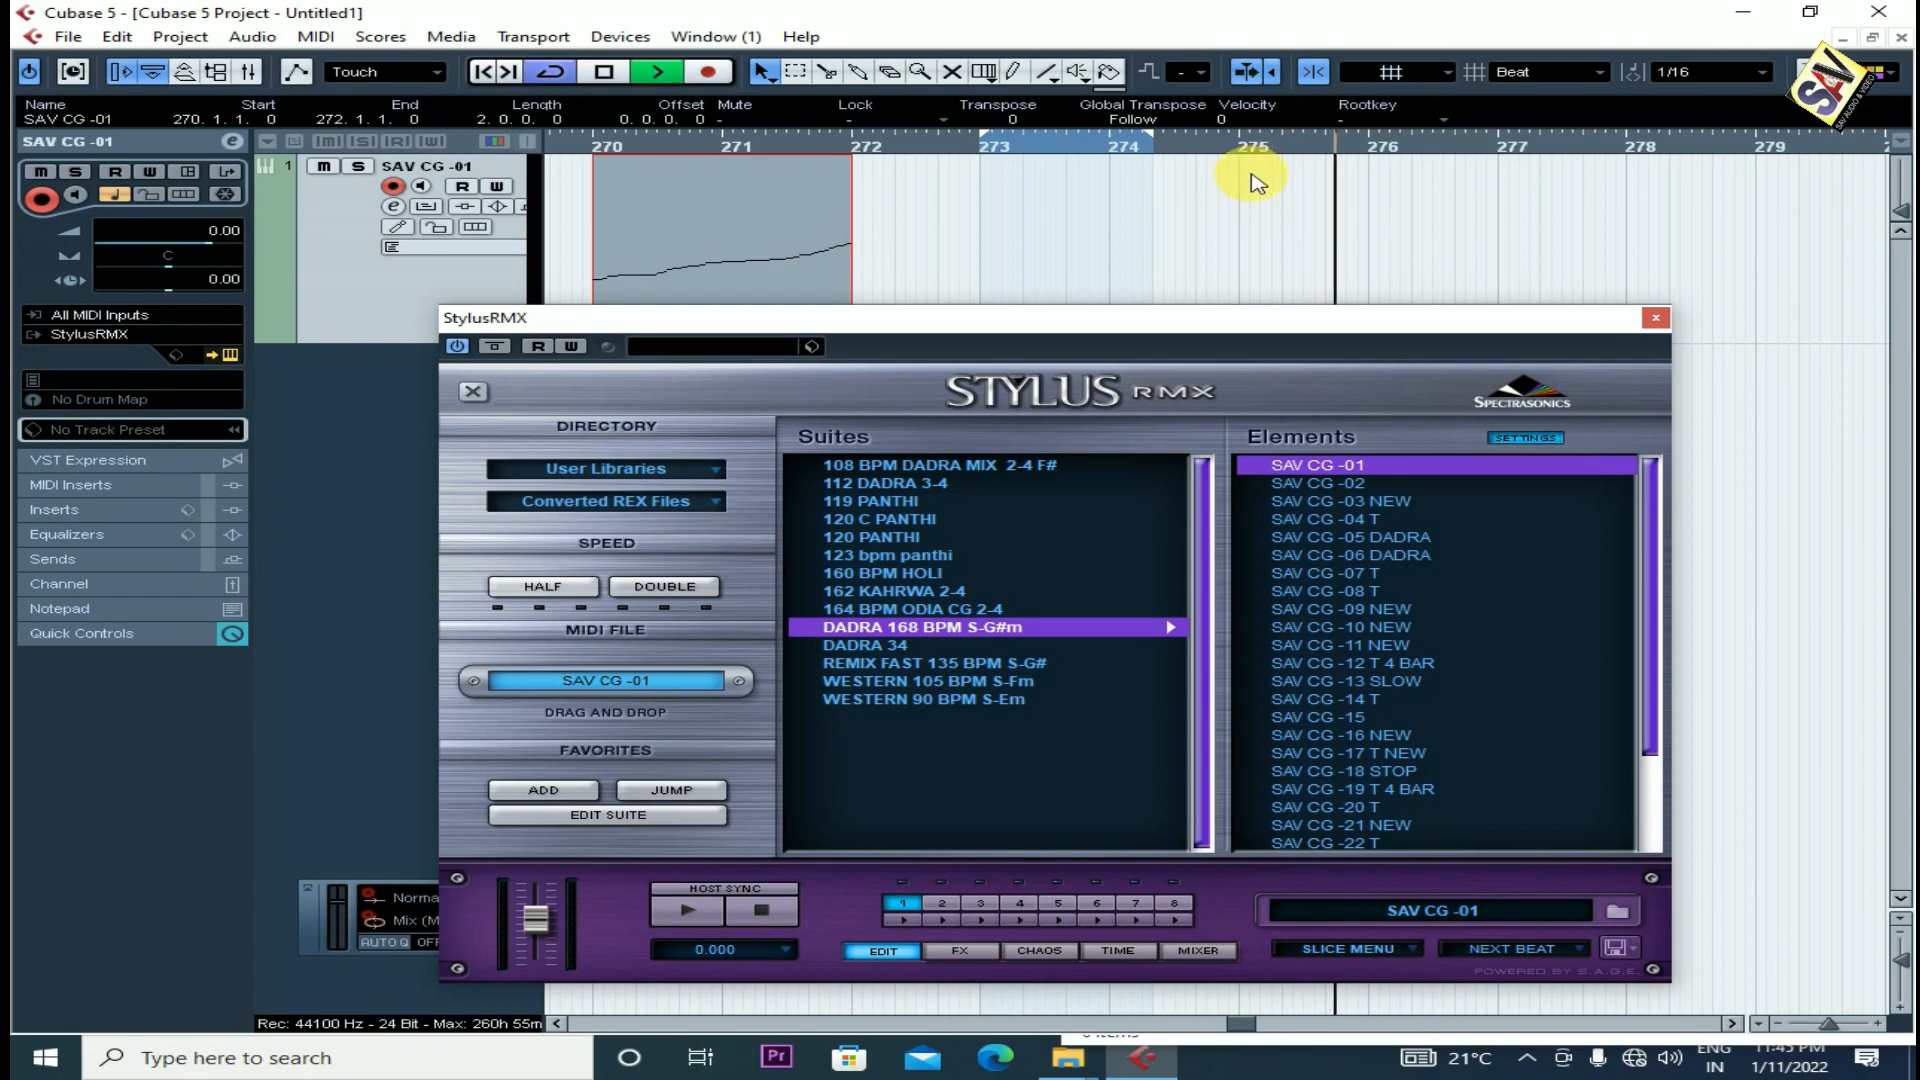 Cubase 5 - [Cubase 5 Project - Untitled1]
File Edit Project Audio MIDI Scores Media Transport Devices Window (1) Help
Touch - Beat 1/16
SAV
SAV AUDIO & VIDEO
Name Start End Length Offset Mute Lock Transpose Global Transpose Velocity Rootkey
SAV CG -01 270. 1. 1. 0 272. 1. 1. 0 2. 0. 0. 0 0. 0. 0. 0 - - 0 Follow 0 -
SAV CG -01 e
270 271 272 273 274 275 276 277 278 279
1 m S SAV CG -01
m S R W
R W
e
0.00
C
0.00
All MIDI Inputs
StylusRMX
No Drum Map
No Track Preset
VST Expression
MIDI Inserts
Inserts
Equalizers
Sends
Channel
Notepad
Quick Controls
StylusRMX
R W
STYLUS RMX
SPECTRASONICS
DIRECTORY
User Libraries
Converted REX Files
SPEED
HALF DOUBLE
MIDI FILE
SAV CG -01
DRAG AND DROP
FAVORITES
ADD JUMP
EDIT SUITE
Suites
108 BPM DADRA MIX 2-4 F#
112 DADRA 3-4
119 PANTHI
120 C PANTHI
120 PANTHI
123 bpm panthi
160 BPM HOLI
162 KAHRWA 2-4
164 BPM ODIA CG 2-4
DADRA 168 BPM S-G#m
DADRA 34
REMIX FAST 135 BPM S-G#
WESTERN 105 BPM S-Fm
WESTERN 90 BPM S-Em
Elements SETTINGS
SAV CG -01
SAV CG -02
SAV CG -03 NEW
SAV CG -04 T
SAV CG -05 DADRA
SAV CG -06 DADRA
SAV CG -07 T
SAV CG -08 T
SAV CG -09 NEW
SAV CG -10 NEW
SAV CG -11 NEW
SAV CG -12 T 4 BAR
SAV CG -13 SLOW
SAV CG -14 T
SAV CG -15
SAV CG -16 NEW
SAV CG -17 T NEW
SAV CG -18 STOP
SAV CG -19 T 4 BAR
SAV CG -20 T
SAV CG -21 NEW
SAV CG -22 T
Norma
Mix (M
AUTO Q OFF
HOST SYNC
0.000
1 2 3 4 5 6 7 8
EDIT FX CHAOS TIME MIXER
SAV CG -01
SLICE MENU NEXT BEAT
POWERED BY S.A.G.E.
Rec: 44100 Hz - 24 Bit - Max: 260h 55m
Type here to search
Pr
21°C
ENG
IN
11:45 PM
1/11/2022